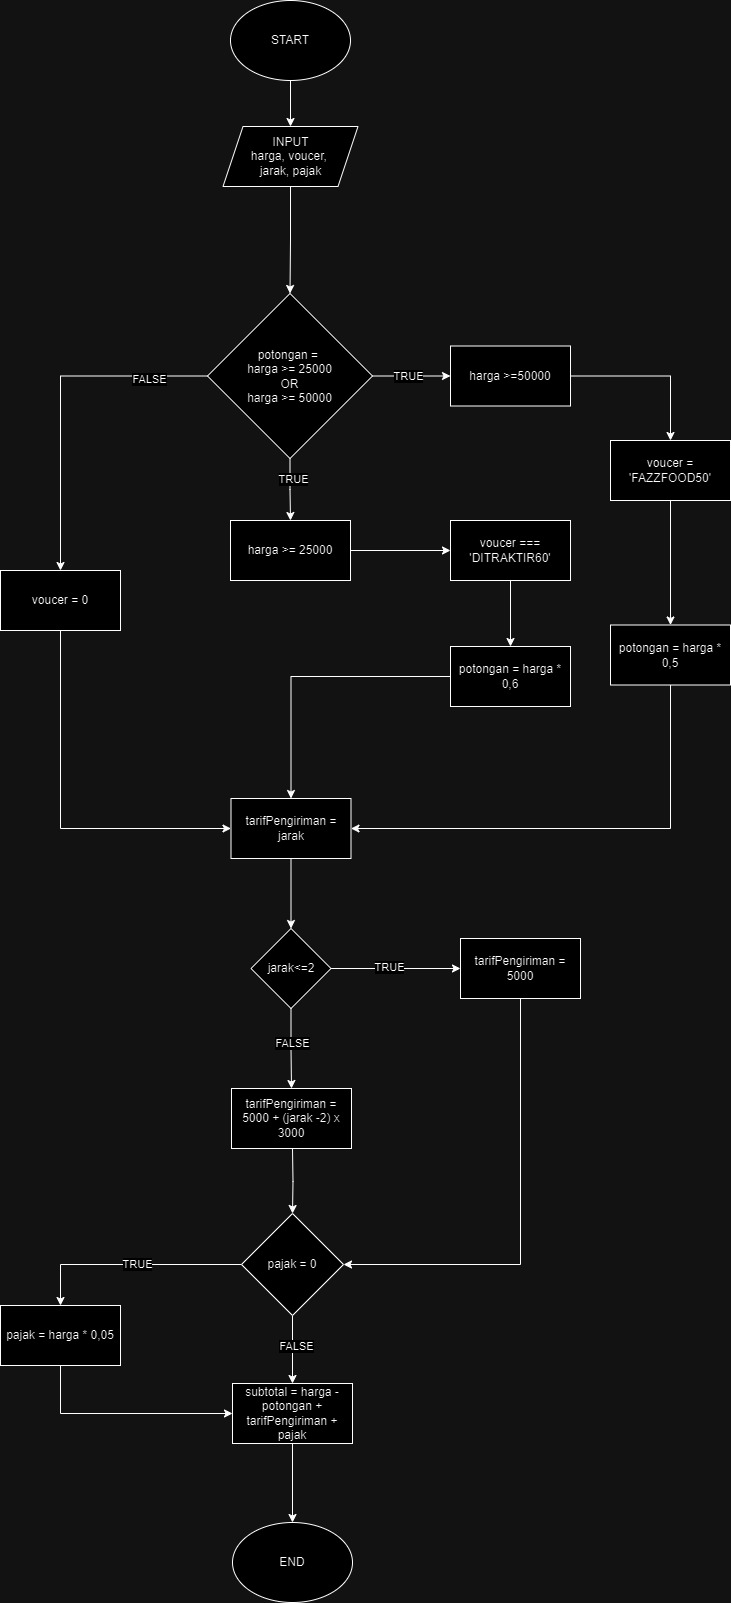 START
INPUT
harga, voucer,
jarak, pajak
potongan =
harga >= 25000
OR
harga >= 50000
TRUE
harga >=50000
FALSE
voucer =
'FAZZFOOD50'
TRUE
harga >= 25000
voucer ===
'DITRAKTIR60'
voucer = 0
potongan = harga *
0,6
potongan = harga *
0,5
tarifPengiriman =
jarak
jarak<=2
TRUE
tarifPengiriman =
5000
FALSE
tarifPengiriman =
5000 + (jarak -2) x
3000
pajak = 0
TRUE
pajak = harga * 0,05
FALSE
subtotal = harga -
potongan +
tarifPengiriman +
pajak
END